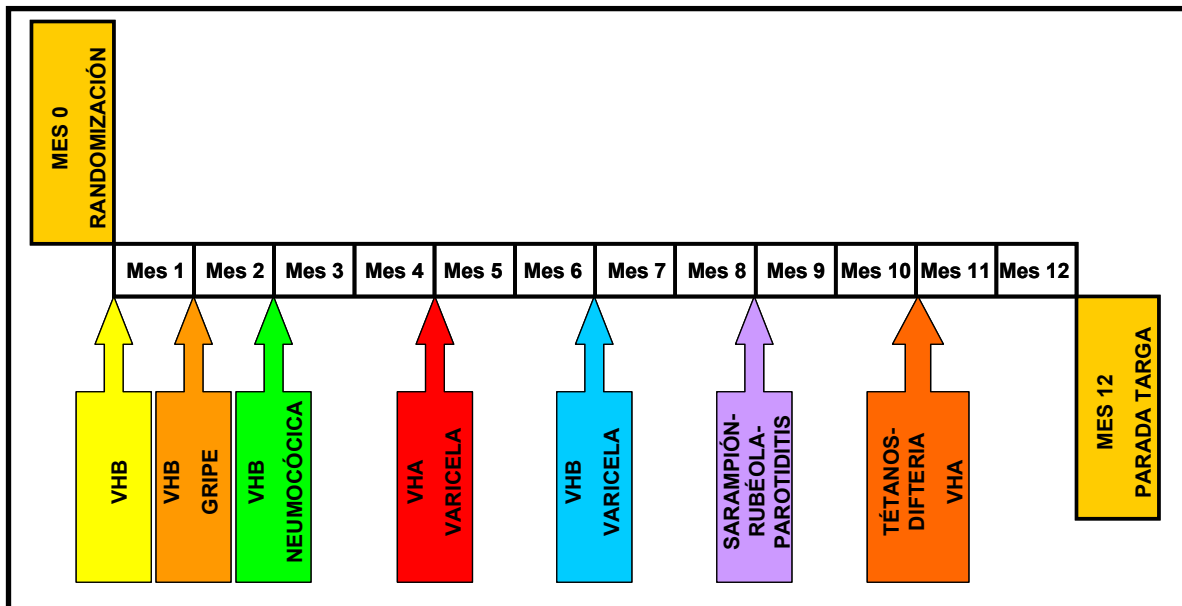 MES 0
RANDOMIZACIÓN
Mes 1
Mes 2
Mes 3
Mes 4
Mes 5
Mes 6
Mes 7
Mes 8
Mes 9
Mes 10
Mes 11
Mes 12
VHB
VHB
GRIPE
VHB
NEUMOCÓCICA
VHA
VARICELA
VHB
VARICELA
SARAMPIÓN-
RUBÉOLA-
PAROTIDITIS
TÉTANOS-
DIFTERIA
VHA
MES 12
PARADA TARGA